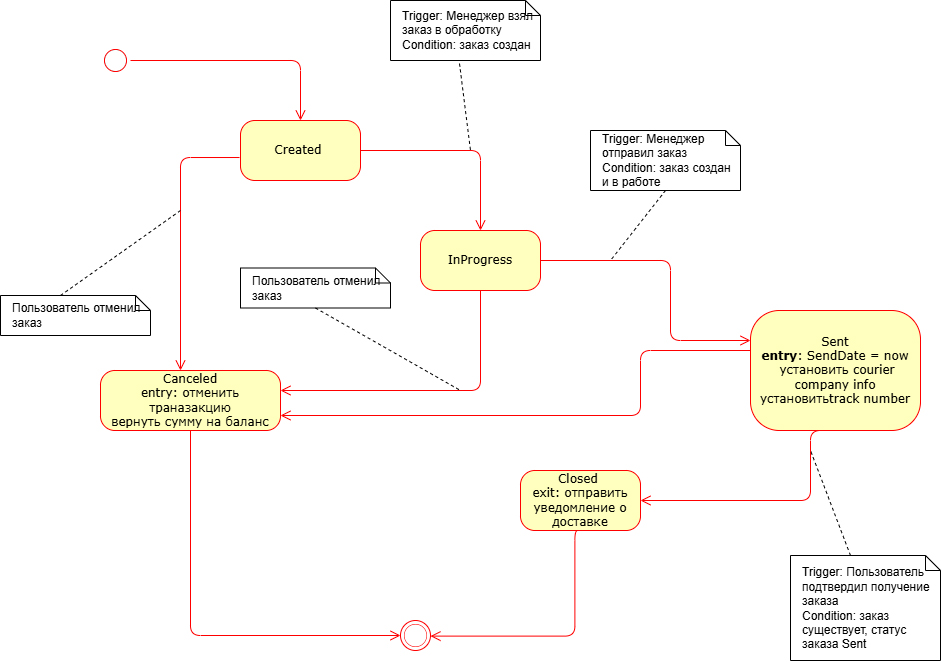 Trigger: Менеджер взял
заказ в обработку
Condition: заказ создан
Created
Trigger: Менеджер
отправил заказ
Condition: заказ создан
и в работе
InProgress
Пользователь отменил
заказ
Пользователь отменил
заказ
Sent
entry: SendDate = now
установить courier
company info
установитьtrack number
Canceled
entry: отменить
траназакцию
вернуть сумму на баланс
Closed
exit: отправить
уведомление о
доставке
Trigger: Пользователь
подтвердил получение
заказа
Condition: заказ
существует, статус
заказа Sent